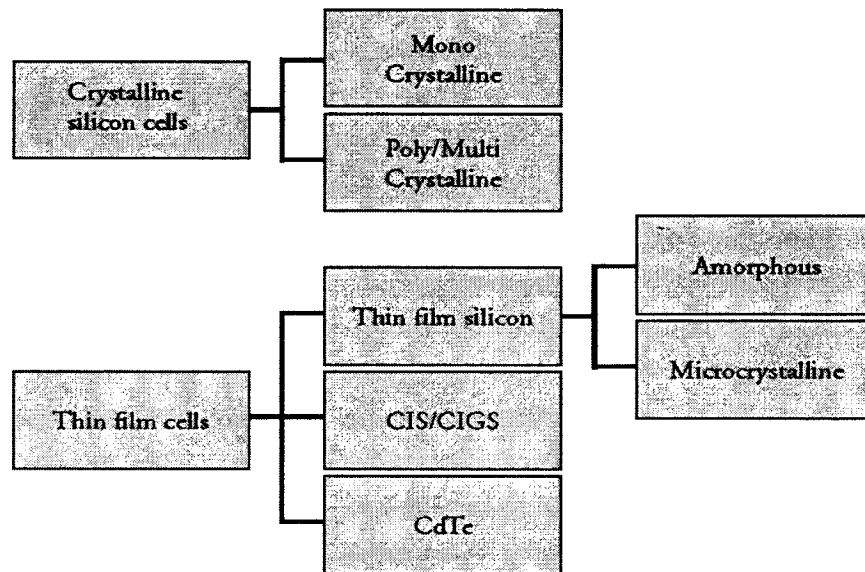 Mono
Crystalline
Crystalline
silicon cells
Poly/Multi
Crystalline
Amorphous
Thin film silicon
Microcrystalline
Thin film cells
CIS/CIGS
CdTe